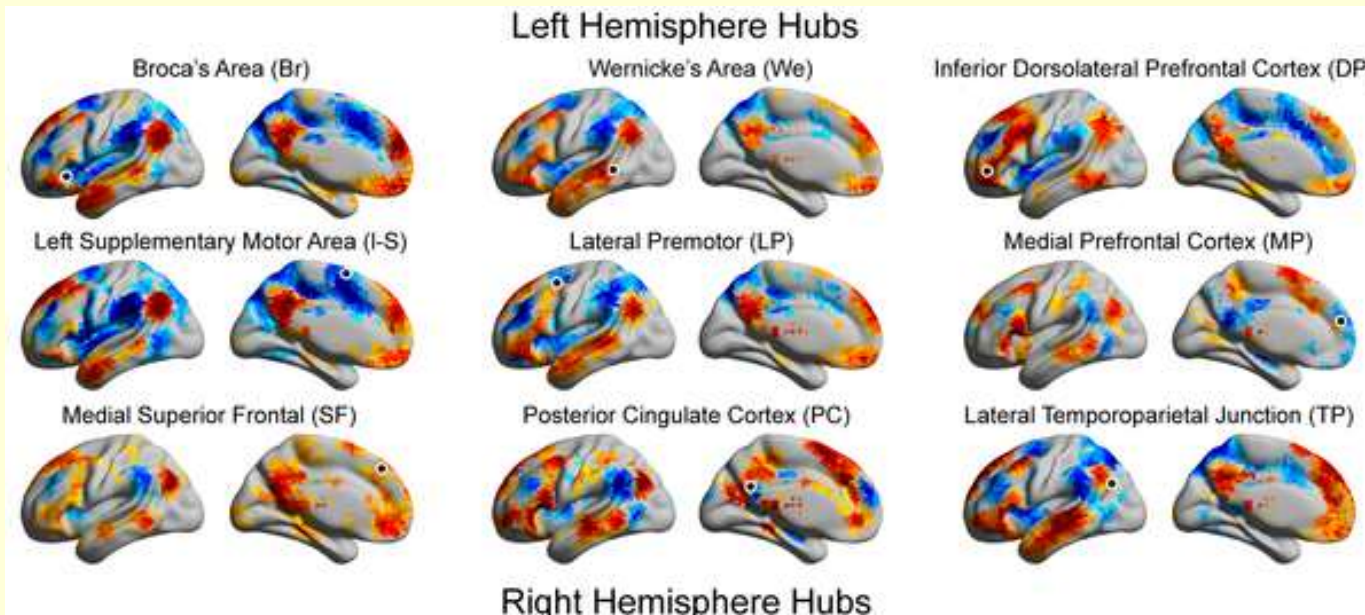 Left Hemisphere Hubs
Broca's Area (Br)
Wernicke's Area (We)
Inferior Dorsolateral Prefrontal Cortex (DP
Left Supplementary Motor Area (l-S)
Lateral Premotor (LP)
Medial Prefrontal Cortex (MP)
Medial Superior Frontal (SF)
Posterior Cingulate Cortex (PC)
Lateral Temporoparietal Junction (TP)
Right Hemisphere Hubs